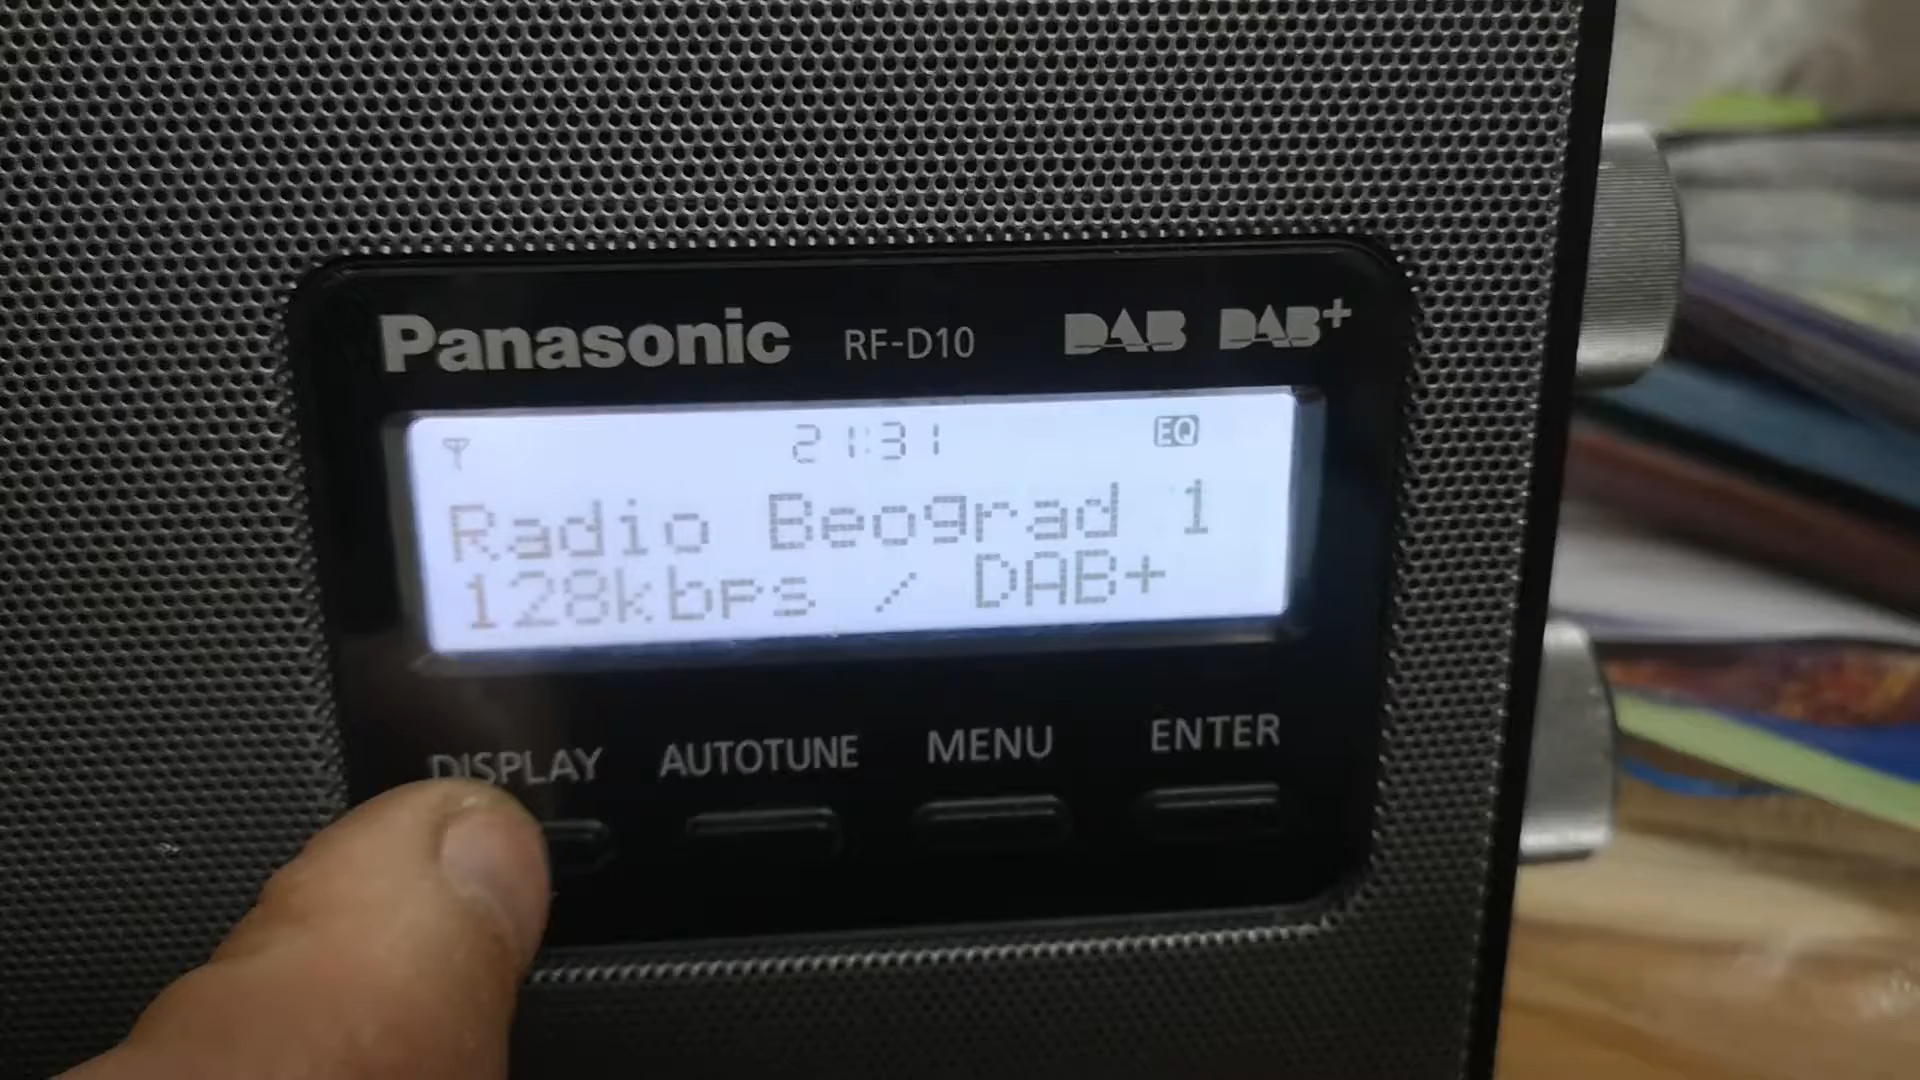 Panasonic RF-D10 DAB DAB+
21:31 EQ
Radio Beograd 1
128kbps / DAB+
DISPLAY AUTOTUNE MENU ENTER